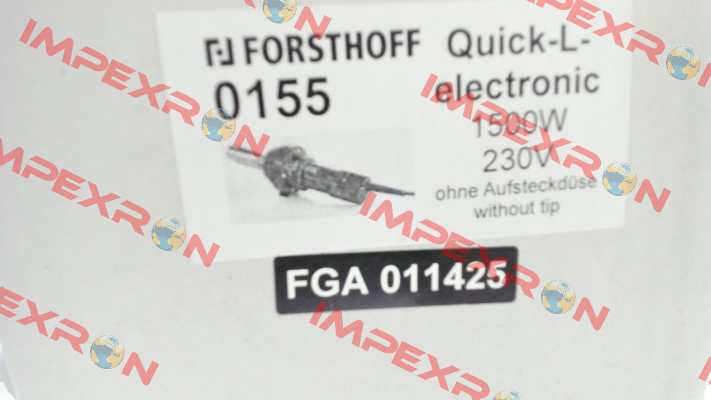 FORSTHOFF
0155
Quick-L-
electronic
1500W
230V
ohne Aufsteckdüse
without tip
FGA 011425
IMPEXRON
IMPEXRON
IMPEXRON
IMPEXRON
IMPEXRON
IMPEXRON
IMPEXRON